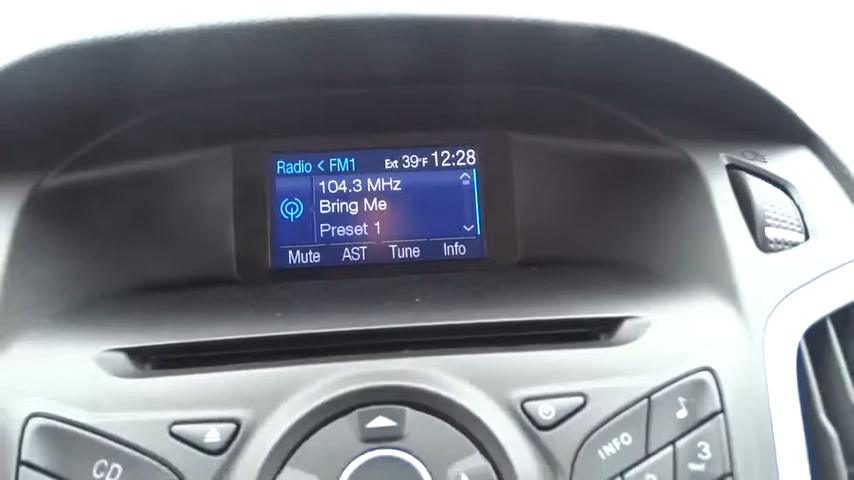 Radio < FM1 Ext 39°F 12:28
104.3 MHz
Bring Me
Preset 1
Mute AST Tune Info
CD
INFO
3